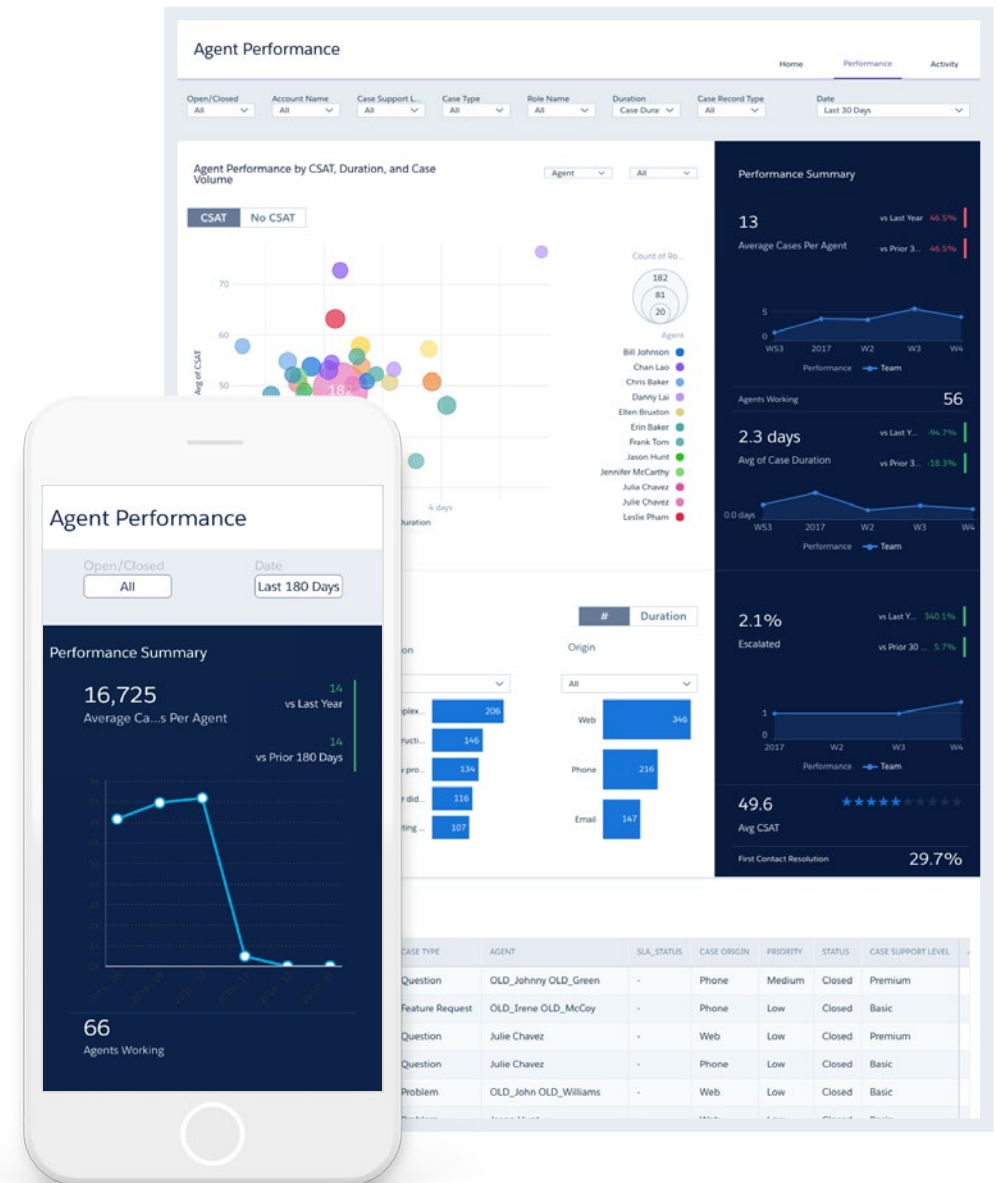 Agent Performance
Home Performance Activity
Open/Closed Account Name Case Support L... Case Type Role Name Duration Case Record Type Date
All All All All All Case Dura All Last 30 Days
Agent Performance by CSAT, Duration, and Case
Volume
Agent All
CSAT No CSAT
Count of Ro...
182
81
20
70
60
50
Avg of CSAT
182
4 days
Duration
Agent
Bill Johnson
Chan Lao
Chris Baker
Danny Lai
Ellen Bruxton
Erin Baker
Frank Tom
Jason Hunt
Jennifer McCarthy
Julia Chavez
Julie Chavez
Leslie Pham
Performance Summary
13
Average Cases Per Agent
vs Last Year 46.5%
vs Prior 3... 46.5%
5
0
W53 2017 W2 W3 W4
Performance Team
Agents Working 56
2.3 days
Avg of Case Duration
vs Last Y... -94.7%
vs Prior 3... -18.3%
0.0 days
W53 2017 W2 W3 W4
Performance Team
2.1%
Escalated
vs Last Y... 340.1%
vs Prior 30 ... 5.7%
1
0
2017 W2 W3 W4
Performance Team
49.6
Avg CSAT
First Contact Resolution 29.7%
# Duration
on
Origin
All
iplex... 206
ructi... 146
v pro... 134
r did... 116
ting ... 107
Web 346
Phone 216
Email 147
CASE TYPE AGENT SLA_STATUS CASE ORIGIN PRIORITY STATUS CASE SUPPORT LEVEL
Question OLD_Johnny OLD_Green - Phone Medium Closed Premium
Feature Request OLD_Irene OLD_McCoy - Phone Low Closed Basic
Question Julie Chavez - Web Low Closed Premium
Question Julie Chavez - Phone Low Closed Basic
Problem OLD_John OLD_Williams - Web Low Closed Basic
Agent Performance
Open/Closed Date
All Last 180 Days
Performance Summary
16,725
Average Ca...s Per Agent
14
vs Last Year
14
vs Prior 180 Days
66
Agents Working